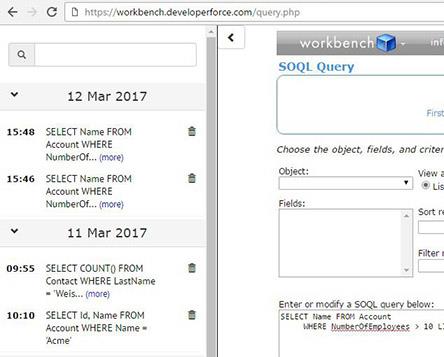 https://workbench.developerforce.com/query.php
12 Mar 2017
15:48 SELECT Name FROM
Account WHERE
NumberOf... (more)
15:46 SELECT Name FROM
Account WHERE
NumberOf... (more)
11 Mar 2017
09:55 SELECT COUNT() FROM
Contact WHERE LastName
= 'Weis... (more)
10:10 SELECT Id, Name FROM
Account WHERE Name =
'Acme'
workbench
inf
SOQL Query
First
Choose the object, fields, and criter
Object:
View a
Lis
Fields:
Sort re
Filter r
Enter or modify a SOQL query below:
SELECT Name FROM Account
WHERE NumberOfEmployees > 10 LI